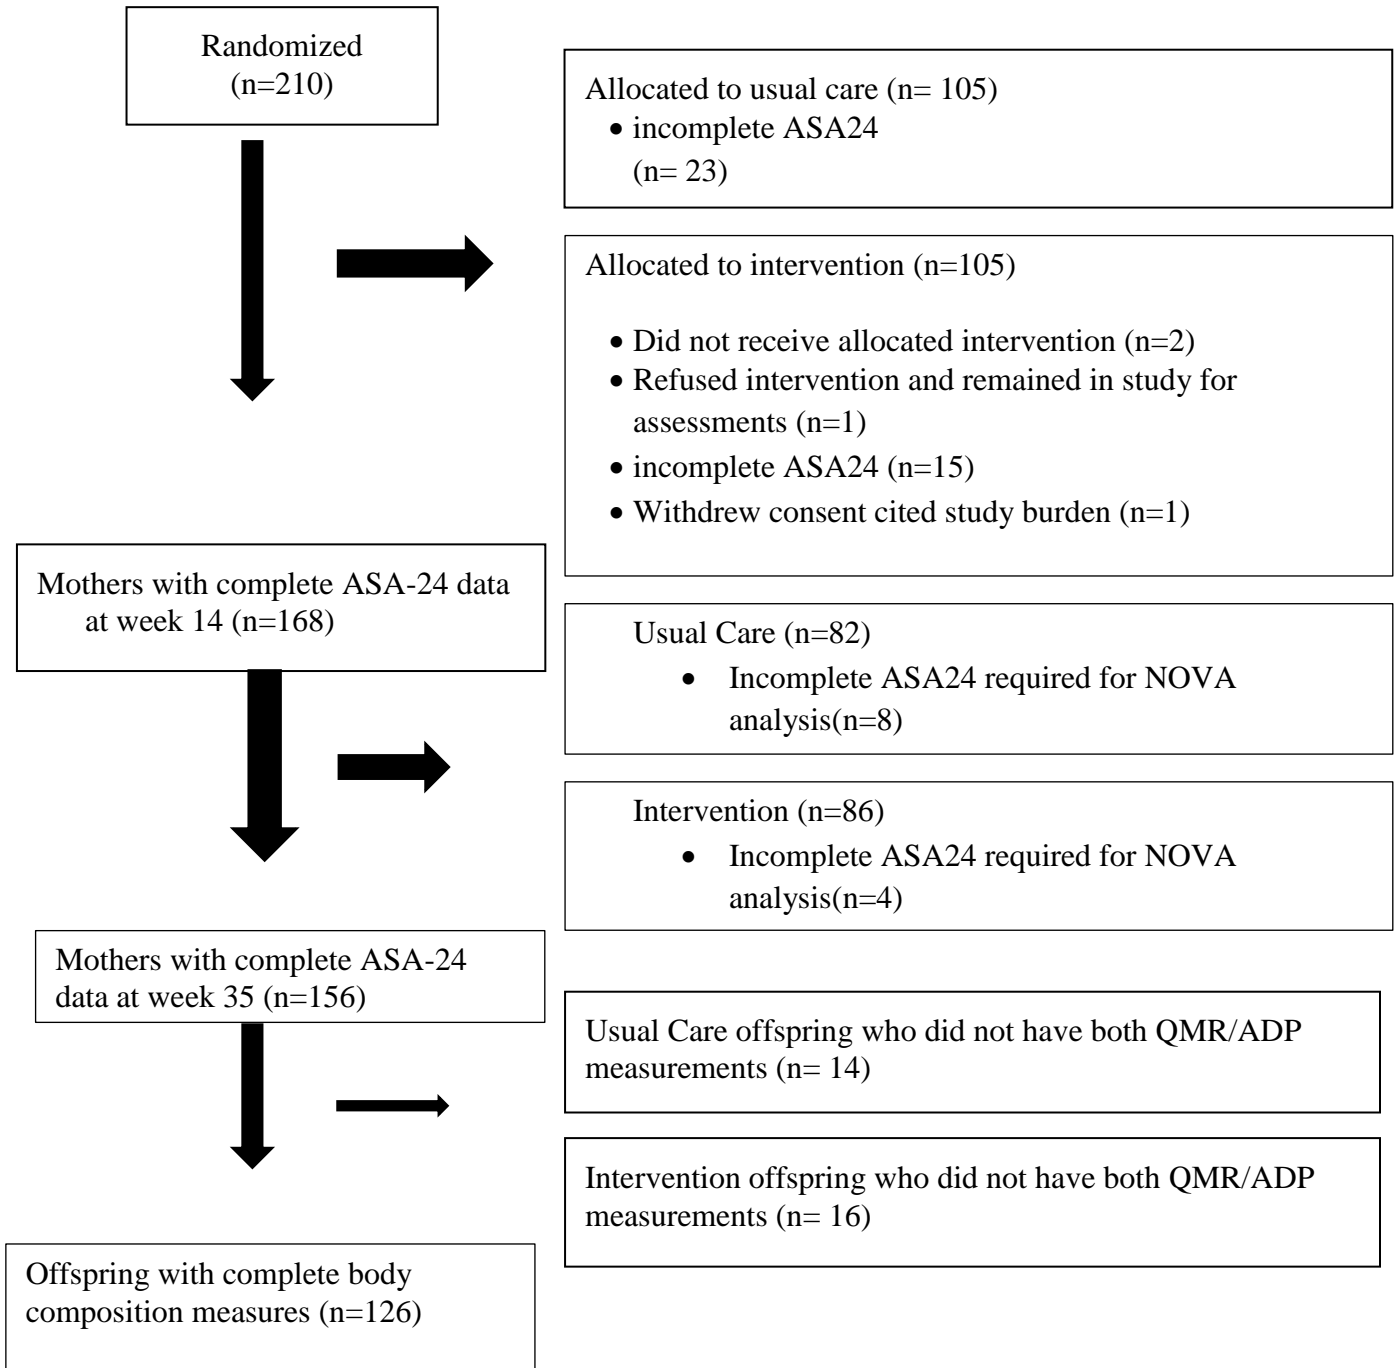 Randomized
(n=210)
Allocated to usual care (n= 105)
• incomplete ASA24
(n= 23)
Allocated to intervention (n=105)
• Did not receive allocated intervention (n=2)
• Refused intervention and remained in study for
assessments (n=1)
• incomplete ASA24 (n=15)
• Withdrew consent cited study burden (n=1)
Mothers with complete ASA-24 data
at week 14 (n=168)
Usual Care (n=82)
• Incomplete ASA24 required for NOVA
analysis(n=8)
Intervention (n=86)
• Incomplete ASA24 required for NOVA
analysis(n=4)
Mothers with complete ASA-24
data at week 35 (n=156)
Usual Care offspring who did not have both QMR/ADP
measurements (n= 14)
Intervention offspring who did not have both QMR/ADP
measurements (n= 16)
Offspring with complete body
composition measures (n=126)